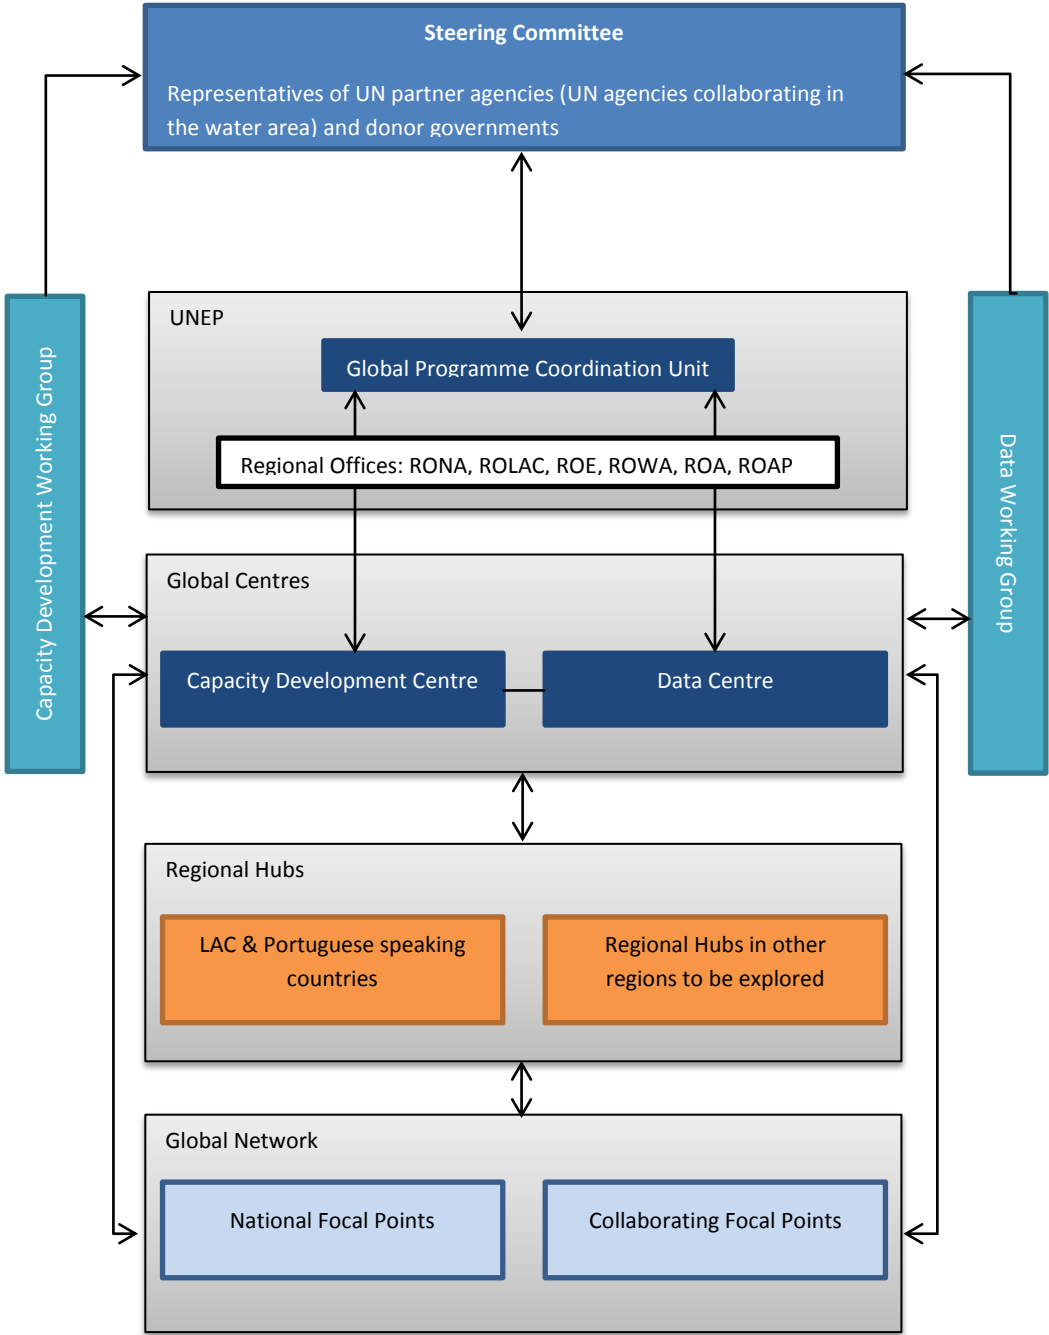 Steering Committee
Representatives of UN partner agencies (UN agencies collaborating in
the water area) and donor governments
UNEP
Global Programme Coordination Unit
Regional Offices: RONA, ROLAC, ROE, ROWA, ROA, ROAP
Capacity Development Working Group
Data Working Group
Global Centres
Capacity Development Centre
Data Centre
Regional Hubs
LAC & Portuguese speaking
countries
Regional Hubs in other
regions to be explored
Global Network
National Focal Points
Collaborating Focal Points